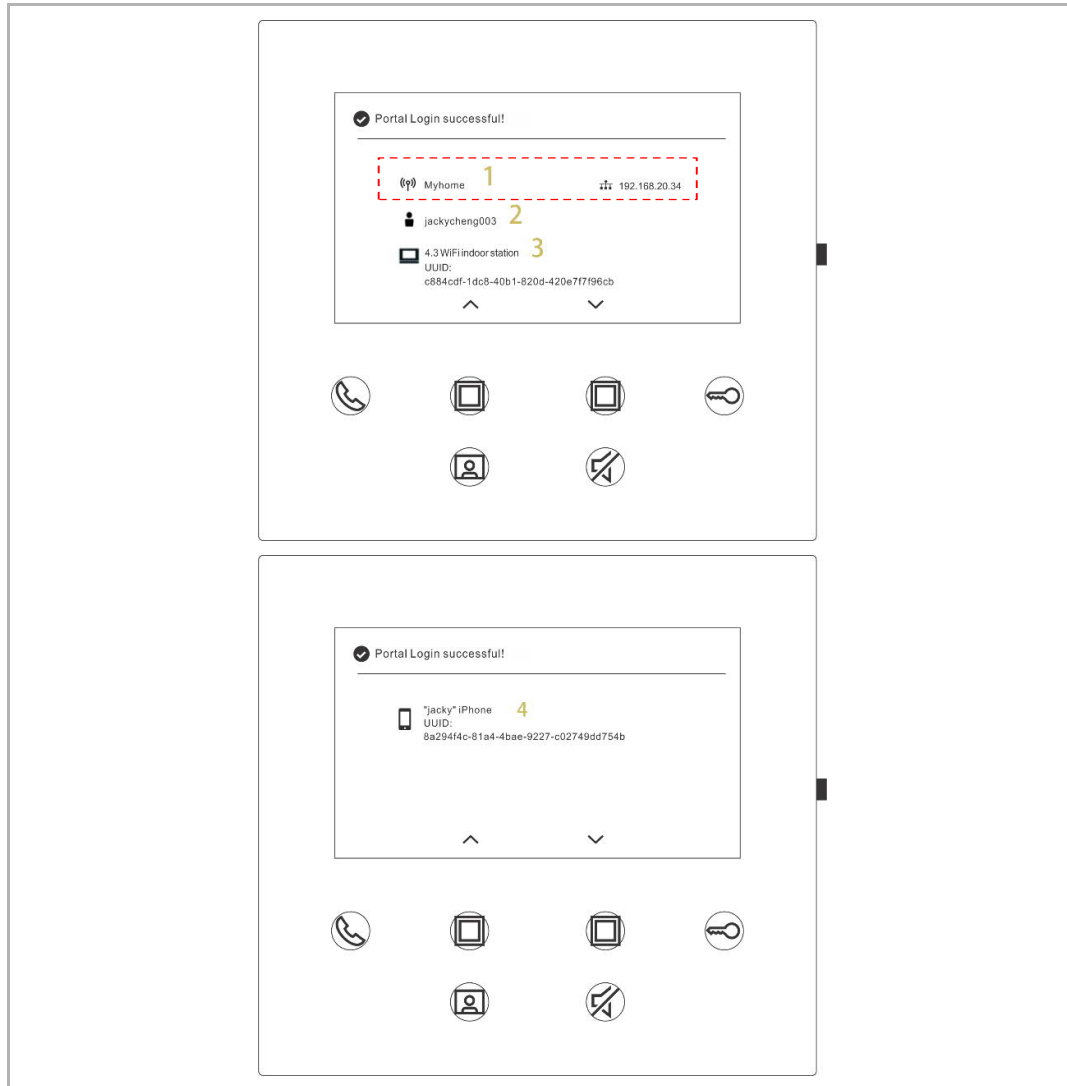 Portal Login successful!
Myhome 1 192.168.20.34
jackycheng003 2
4.3 WiFi indoor station 3
UUID:
c884cdf-1dc8-40b1-820d-420e7f7f96cb
Portal Login successful!
"jacky" iPhone 4
UUID:
8a294f4c-81a4-4bae-9227-c02749dd754b